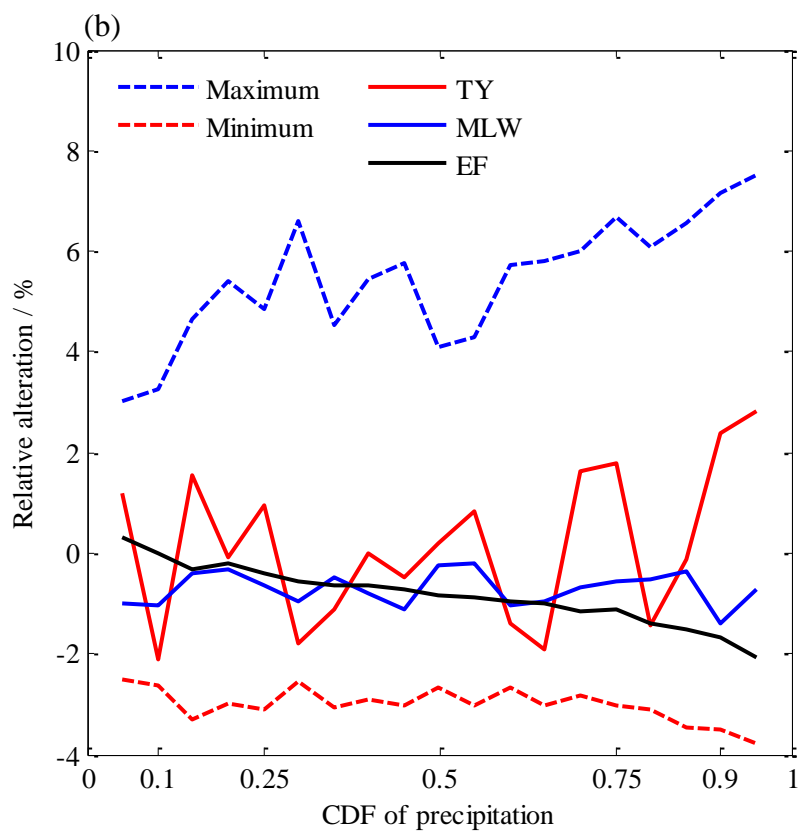 (b)
10
8
6
4
2
0
-2
-4
Relative alteration / %
Maximum
Minimum
TY
MLW
EF
0 0.1 0.25 0.5 0.75 0.9 1
CDF of precipitation